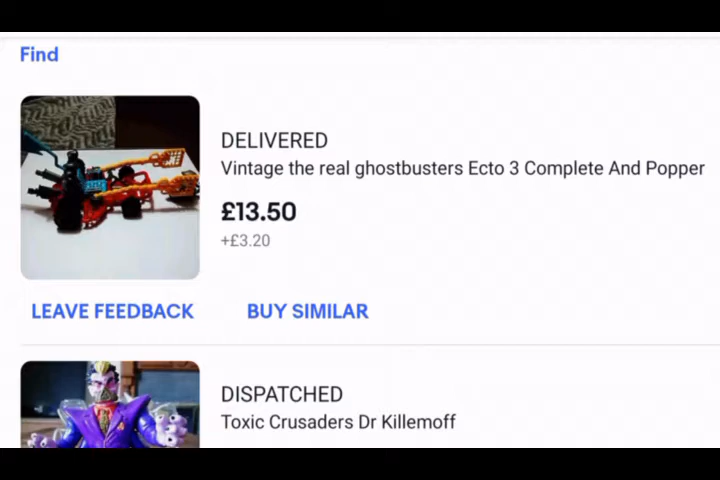 Find
DELIVERED
Vintage the real ghostbusters Ecto 3 Complete And Popper
£13.50
+£3.20
LEAVE FEEDBACK
BUY SIMILAR
DISPATCHED
Toxic Crusaders Dr Killemoff